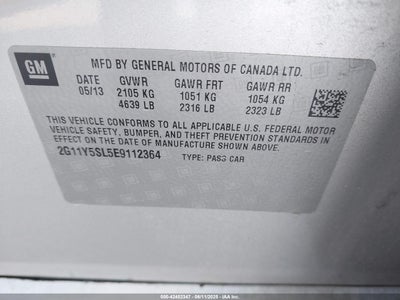 GM
MFD BY GENERAL MOTORS OF CANADA LTD.
DATE GVWR GAWR FRT GAWR RR
05/13 2105 KG 1051 KG 1054 KG
4639 LB 2316 LB 2323 LB
THIS VEHICLE CONFORMS TO ALL APPLICABLE U.S. FEDERAL MOTOR
VEHICLE SAFETY, BUMPER, AND THEFT PREVENTION STANDARDS IN
EFFECT ON THE DATE OF MANUFACTURE SHOWN ABOVE.
2G11Y5SL5E9112364 TYPE: PASS CAR